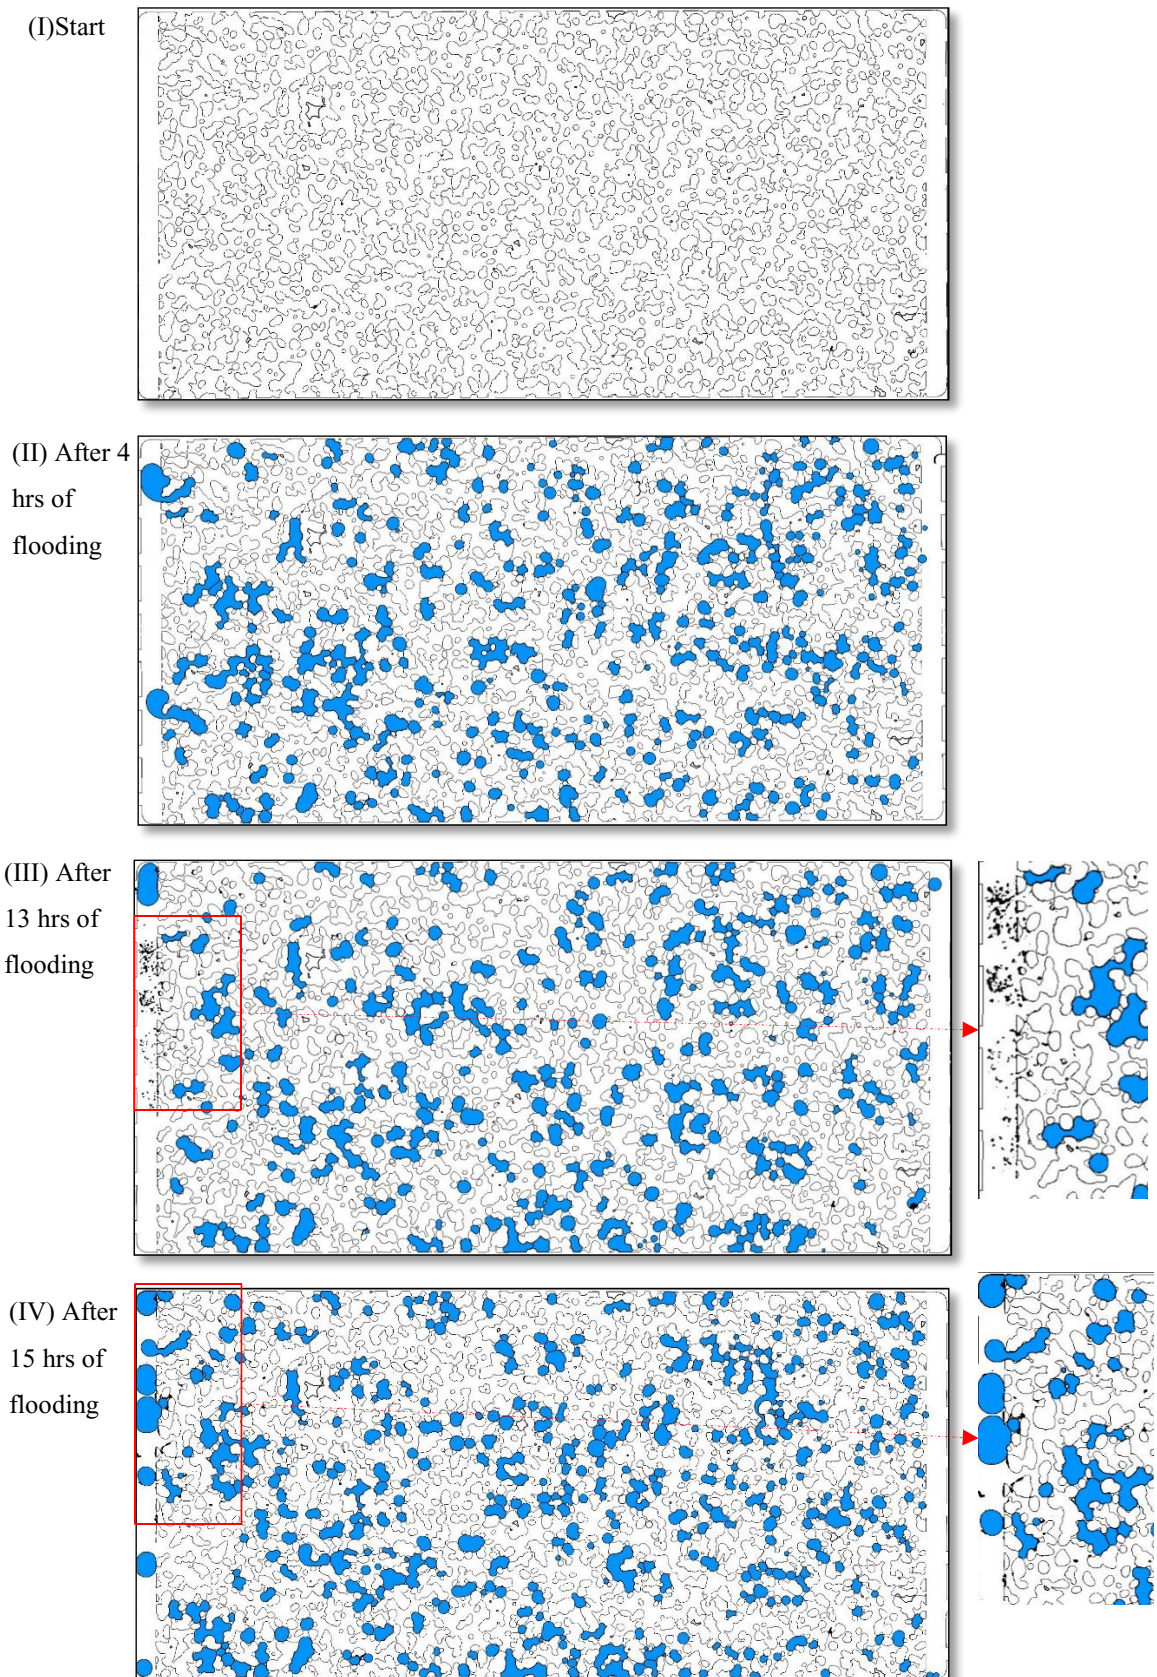 (I)Start
(II) After 4
hrs of
flooding
(III) After
13 hrs of
flooding
(IV) After
15 hrs of
flooding